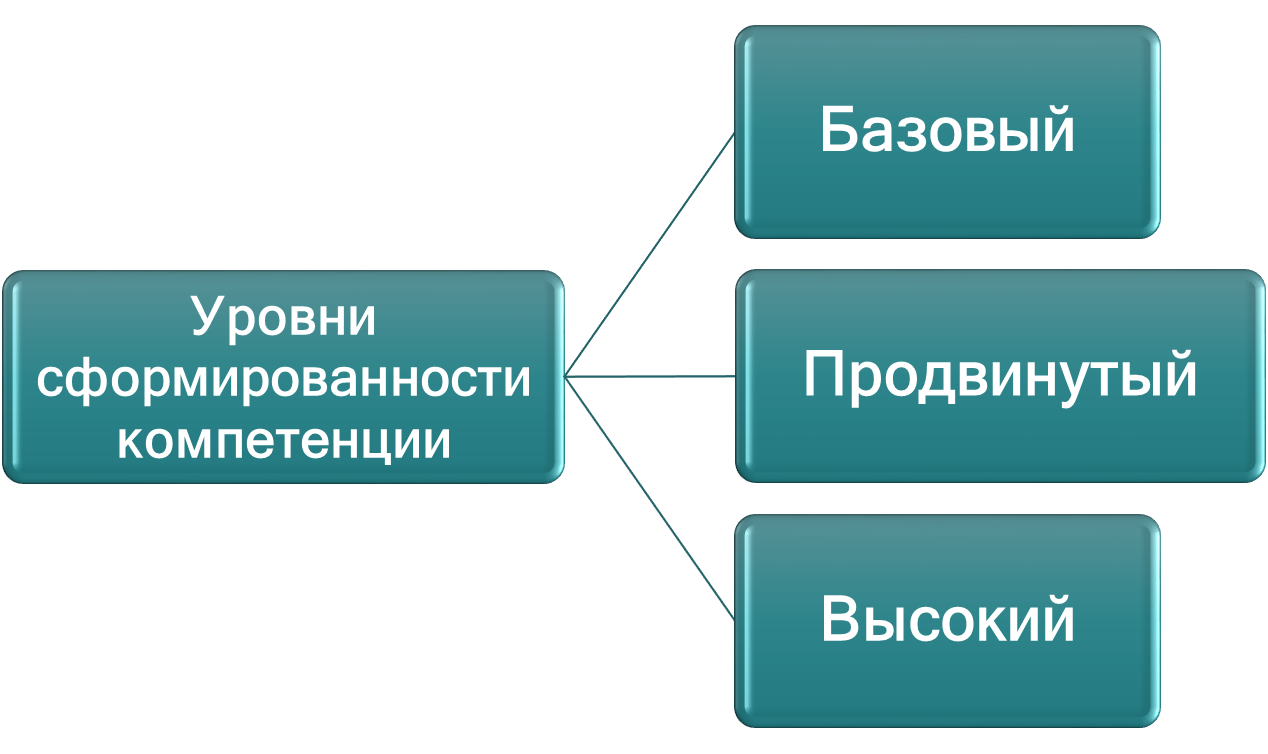 Уровни
сформированности
компетенции
Базовый
Продвинутый
Высокий